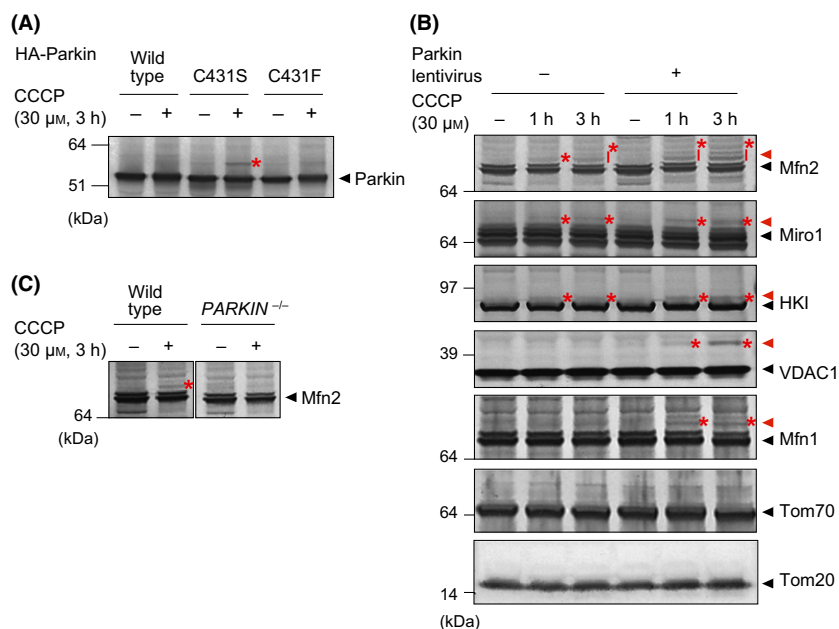 (A)
HA-Parkin
Wild type
C431S
C431F
CCCP
(30 μM, 3 h)
– + – + – +
64
51
(kDa)
Parkin
(B)
Parkin lentivirus
– +
CCCP
(30 μM)
– 1 h 3 h – 1 h 3 h
* * * *
Mfn2
64
* * * *
Miro1
64
97
* * * *
HKI
39
* *
VDAC1
* *
Mfn1
64
64
Tom70
14
Tom20
(kDa)
(C)
Wild type
PARKIN –/–
CCCP
(30 μM, 3 h)
– + – +
*
Mfn2
64
(kDa)